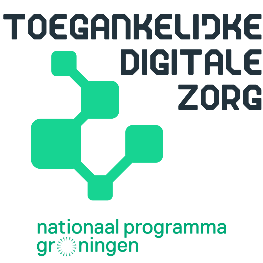 TOEGANKELIJKE
DIGITALE
ZORG
nationaal programma
groningen